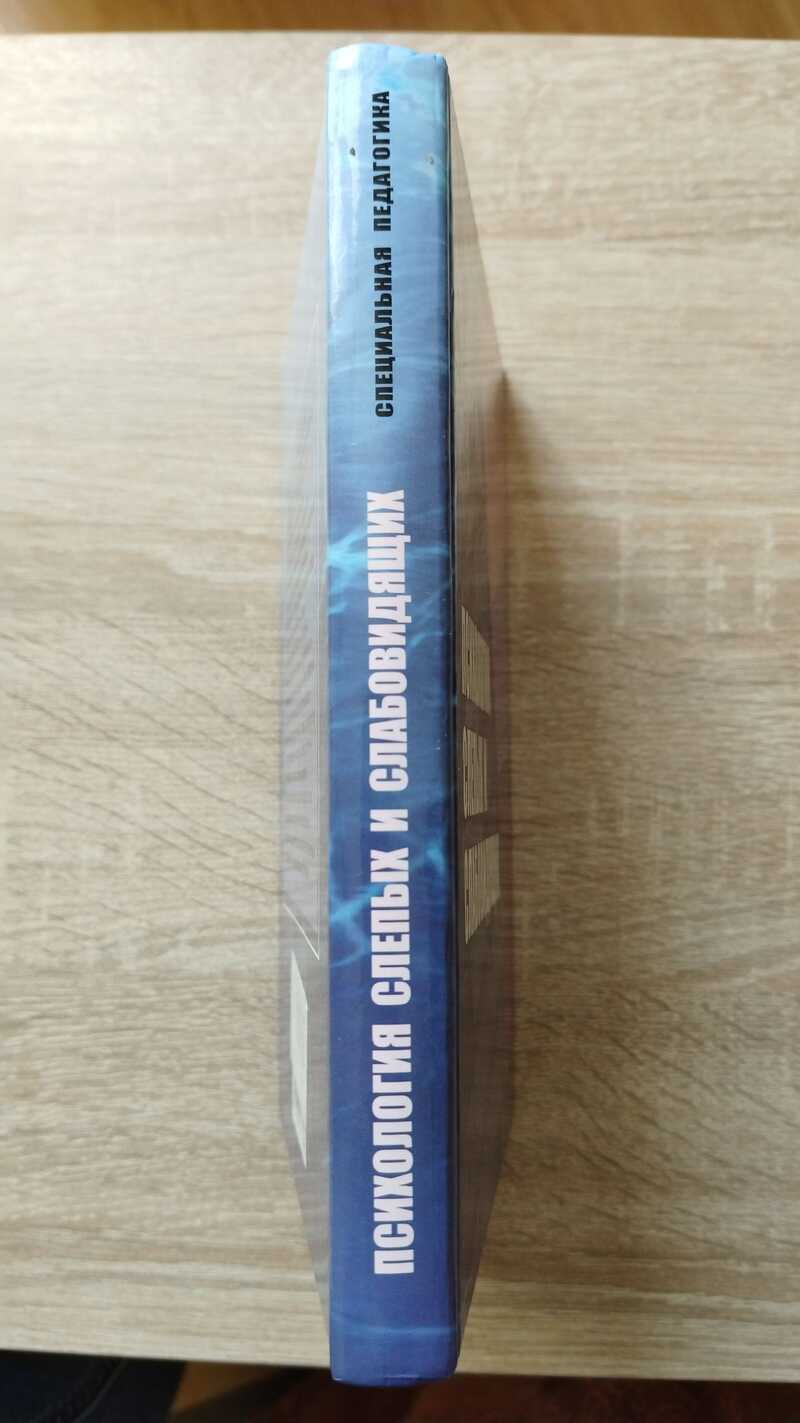 ПСИХОЛОГИЯ СЛЕПЫХ И СЛАБОВИДЯЩИХ
СПЕЦИАЛЬНАЯ ПЕДАГОГИКА